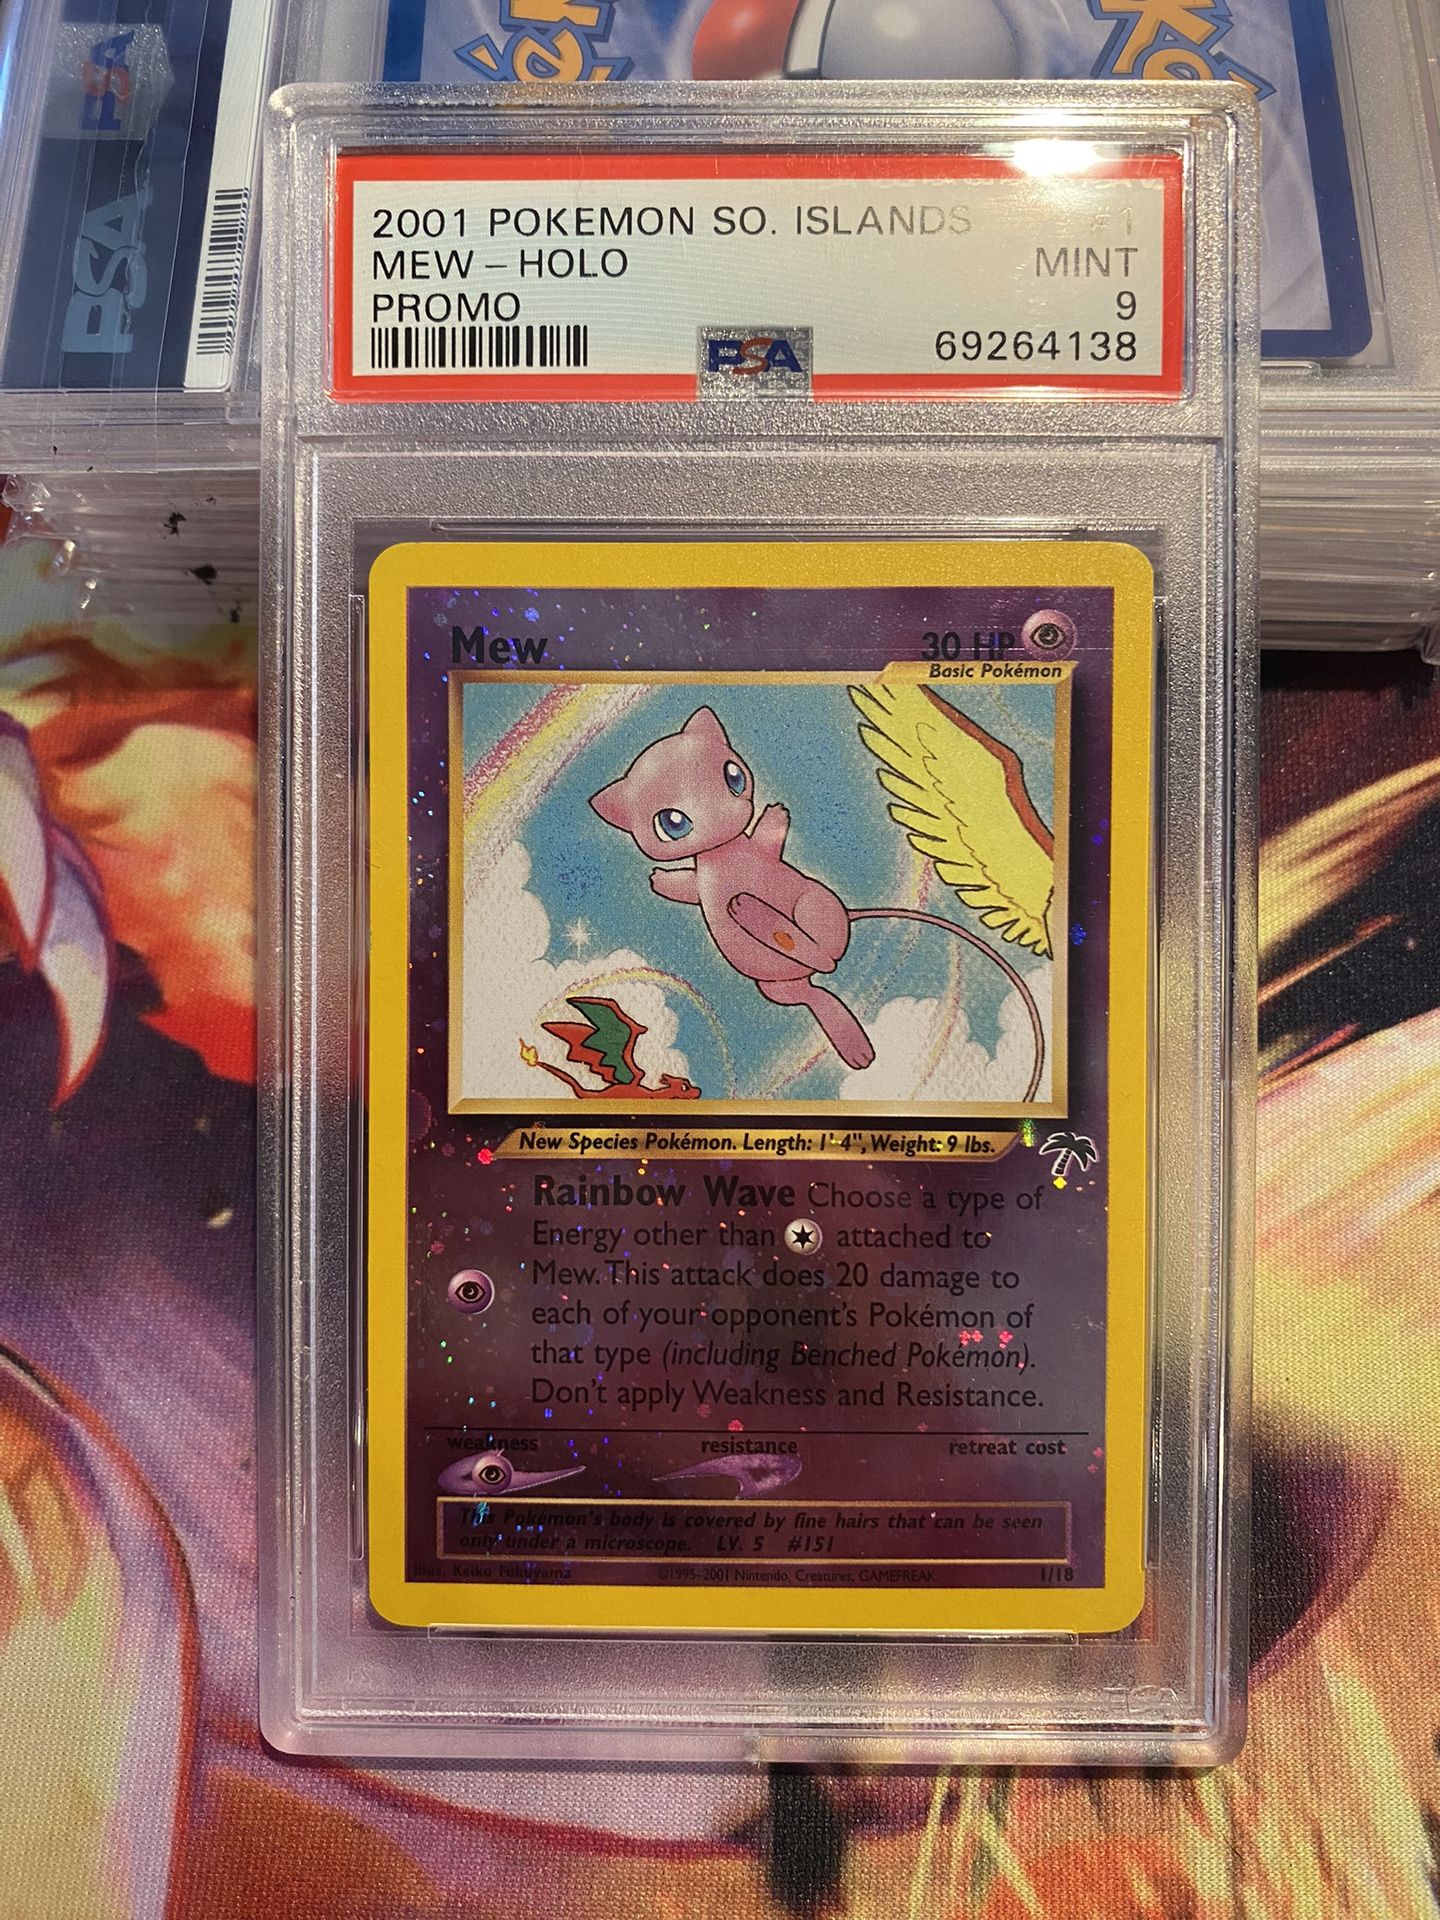 PSA
PSA
2001 POKEMON SO. ISLANDS #1
MEW - HOLO MINT
PROMO 9
PSA 69264138
Mew 30 HP
Basic Pokémon
New Species Pokémon. Length: 1' 4", Weight: 9 lbs.
Rainbow Wave Choose a type of
Energy other than attached to
Mew. This attack does 20 damage to
each of your opponent's Pokémon of
that type (including Benched Pokémon).
Don't apply Weakness and Resistance.
weakness resistance retreat cost
This Pokémon's body is covered by fine hairs that can be seen
only under a microscope. LV. 5 #151
Illus. Keiko Fukuyama ©1995-2001 Nintendo, Creatures, GAMEFREAK 1/18
PSA